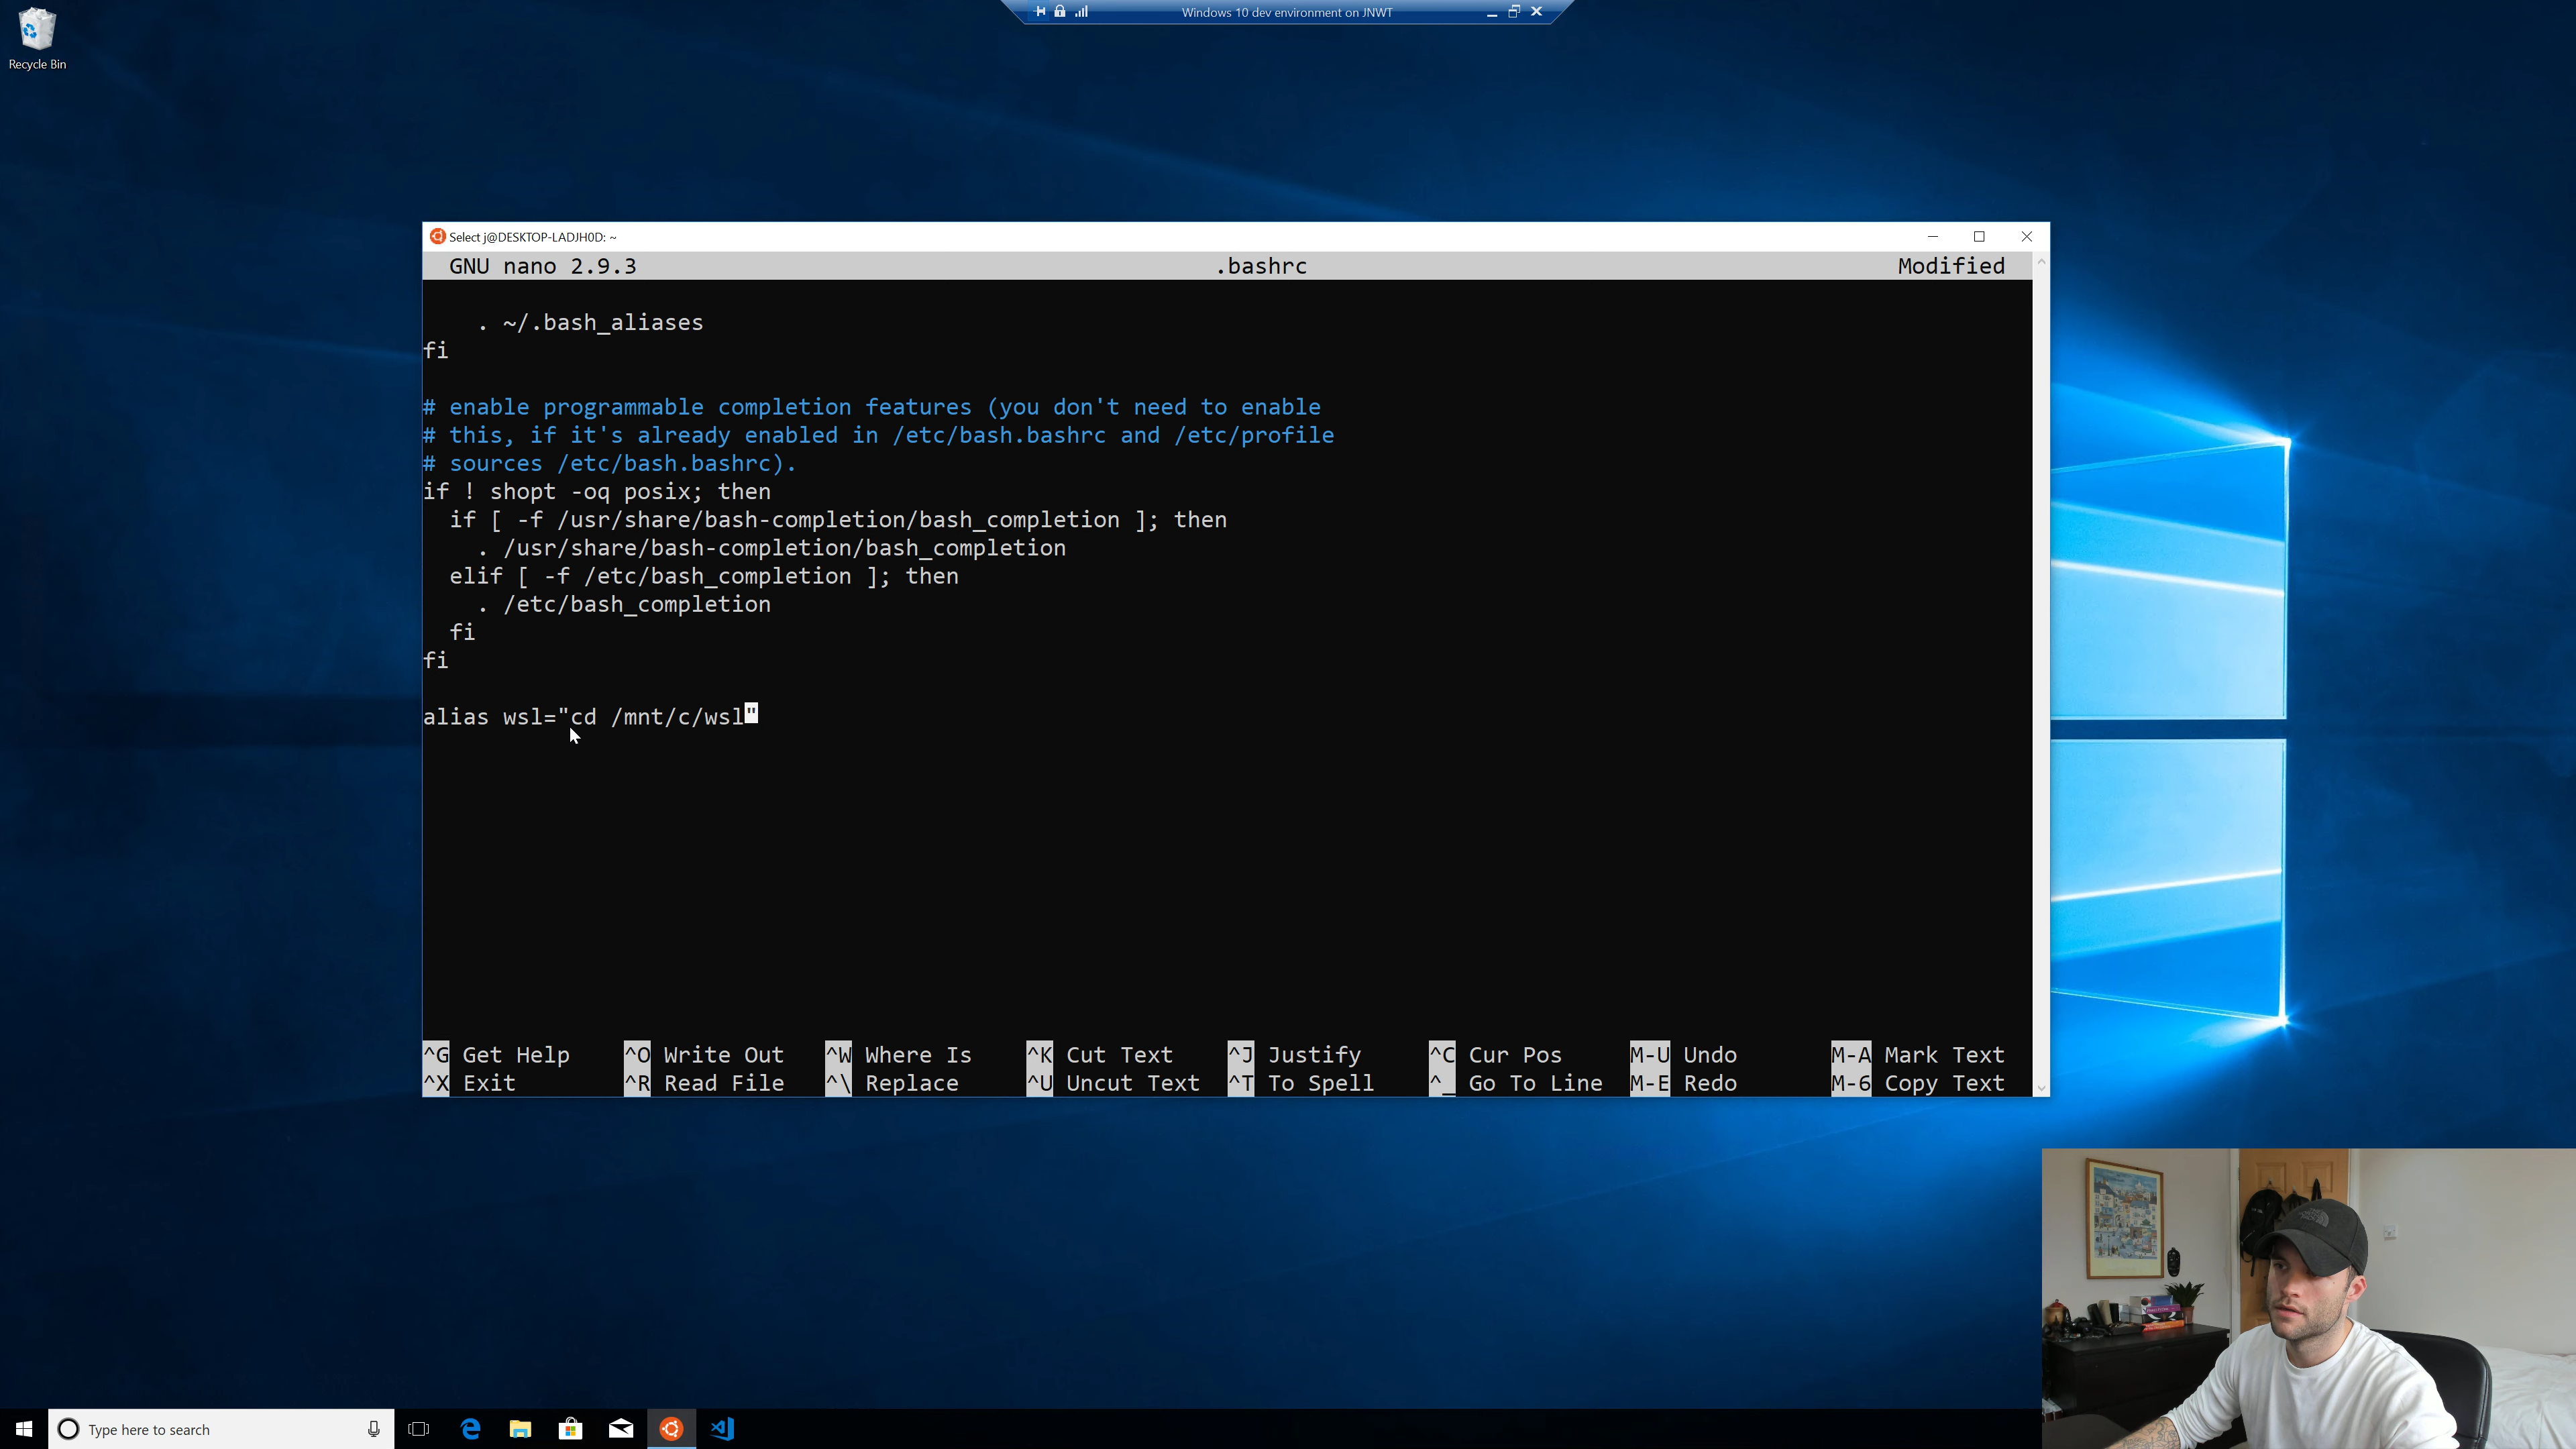 Windows 10 dev environment on JNWT
Recycle Bin
Select j@DESKTOP-LADJH0D: ~
GNU nano 2.9.3 .bashrc Modified
. ~/.bash_aliases
fi
# enable programmable completion features (you don't need to enable
# this, if it's already enabled in /etc/bash.bashrc and /etc/profile
# sources /etc/bash.bashrc).
if ! shopt -oq posix; then
if [ -f /usr/share/bash-completion/bash_completion ]; then
. /usr/share/bash-completion/bash_completion
elif [ -f /etc/bash_completion ]; then
. /etc/bash_completion
fi
fi
alias wsl="cd /mnt/c/wsl"
^G Get Help ^O Write Out ^W Where Is ^K Cut Text ^J Justify ^C Cur Pos M-U Undo M-A Mark Text
^X Exit ^R Read File ^\ Replace ^U Uncut Text ^T To Spell ^_ Go To Line M-E Redo M-6 Copy Text
Type here to search